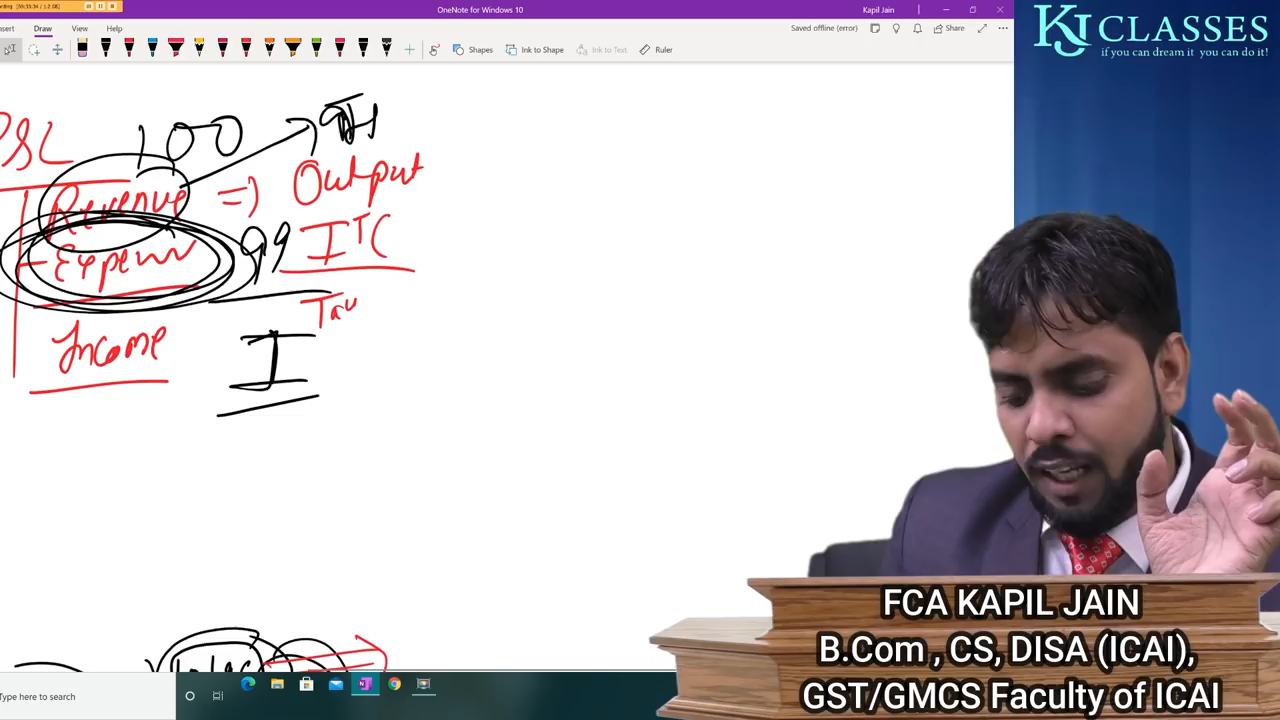 OneNote for Windows 10
Kapil Jain
Draw
View
Help
Saved offline (error)
Share
Shapes
Ink to Shape
Ink to Text
Ruler
KJ CLASSES
if you can dream it you can do it!
100
Revenue => Output
99 ITC
Tax
Income
FCA KAPIL JAIN
B.Com , CS, DISA (ICAI),
GST/GMCS Faculty of ICAI
Type here to search